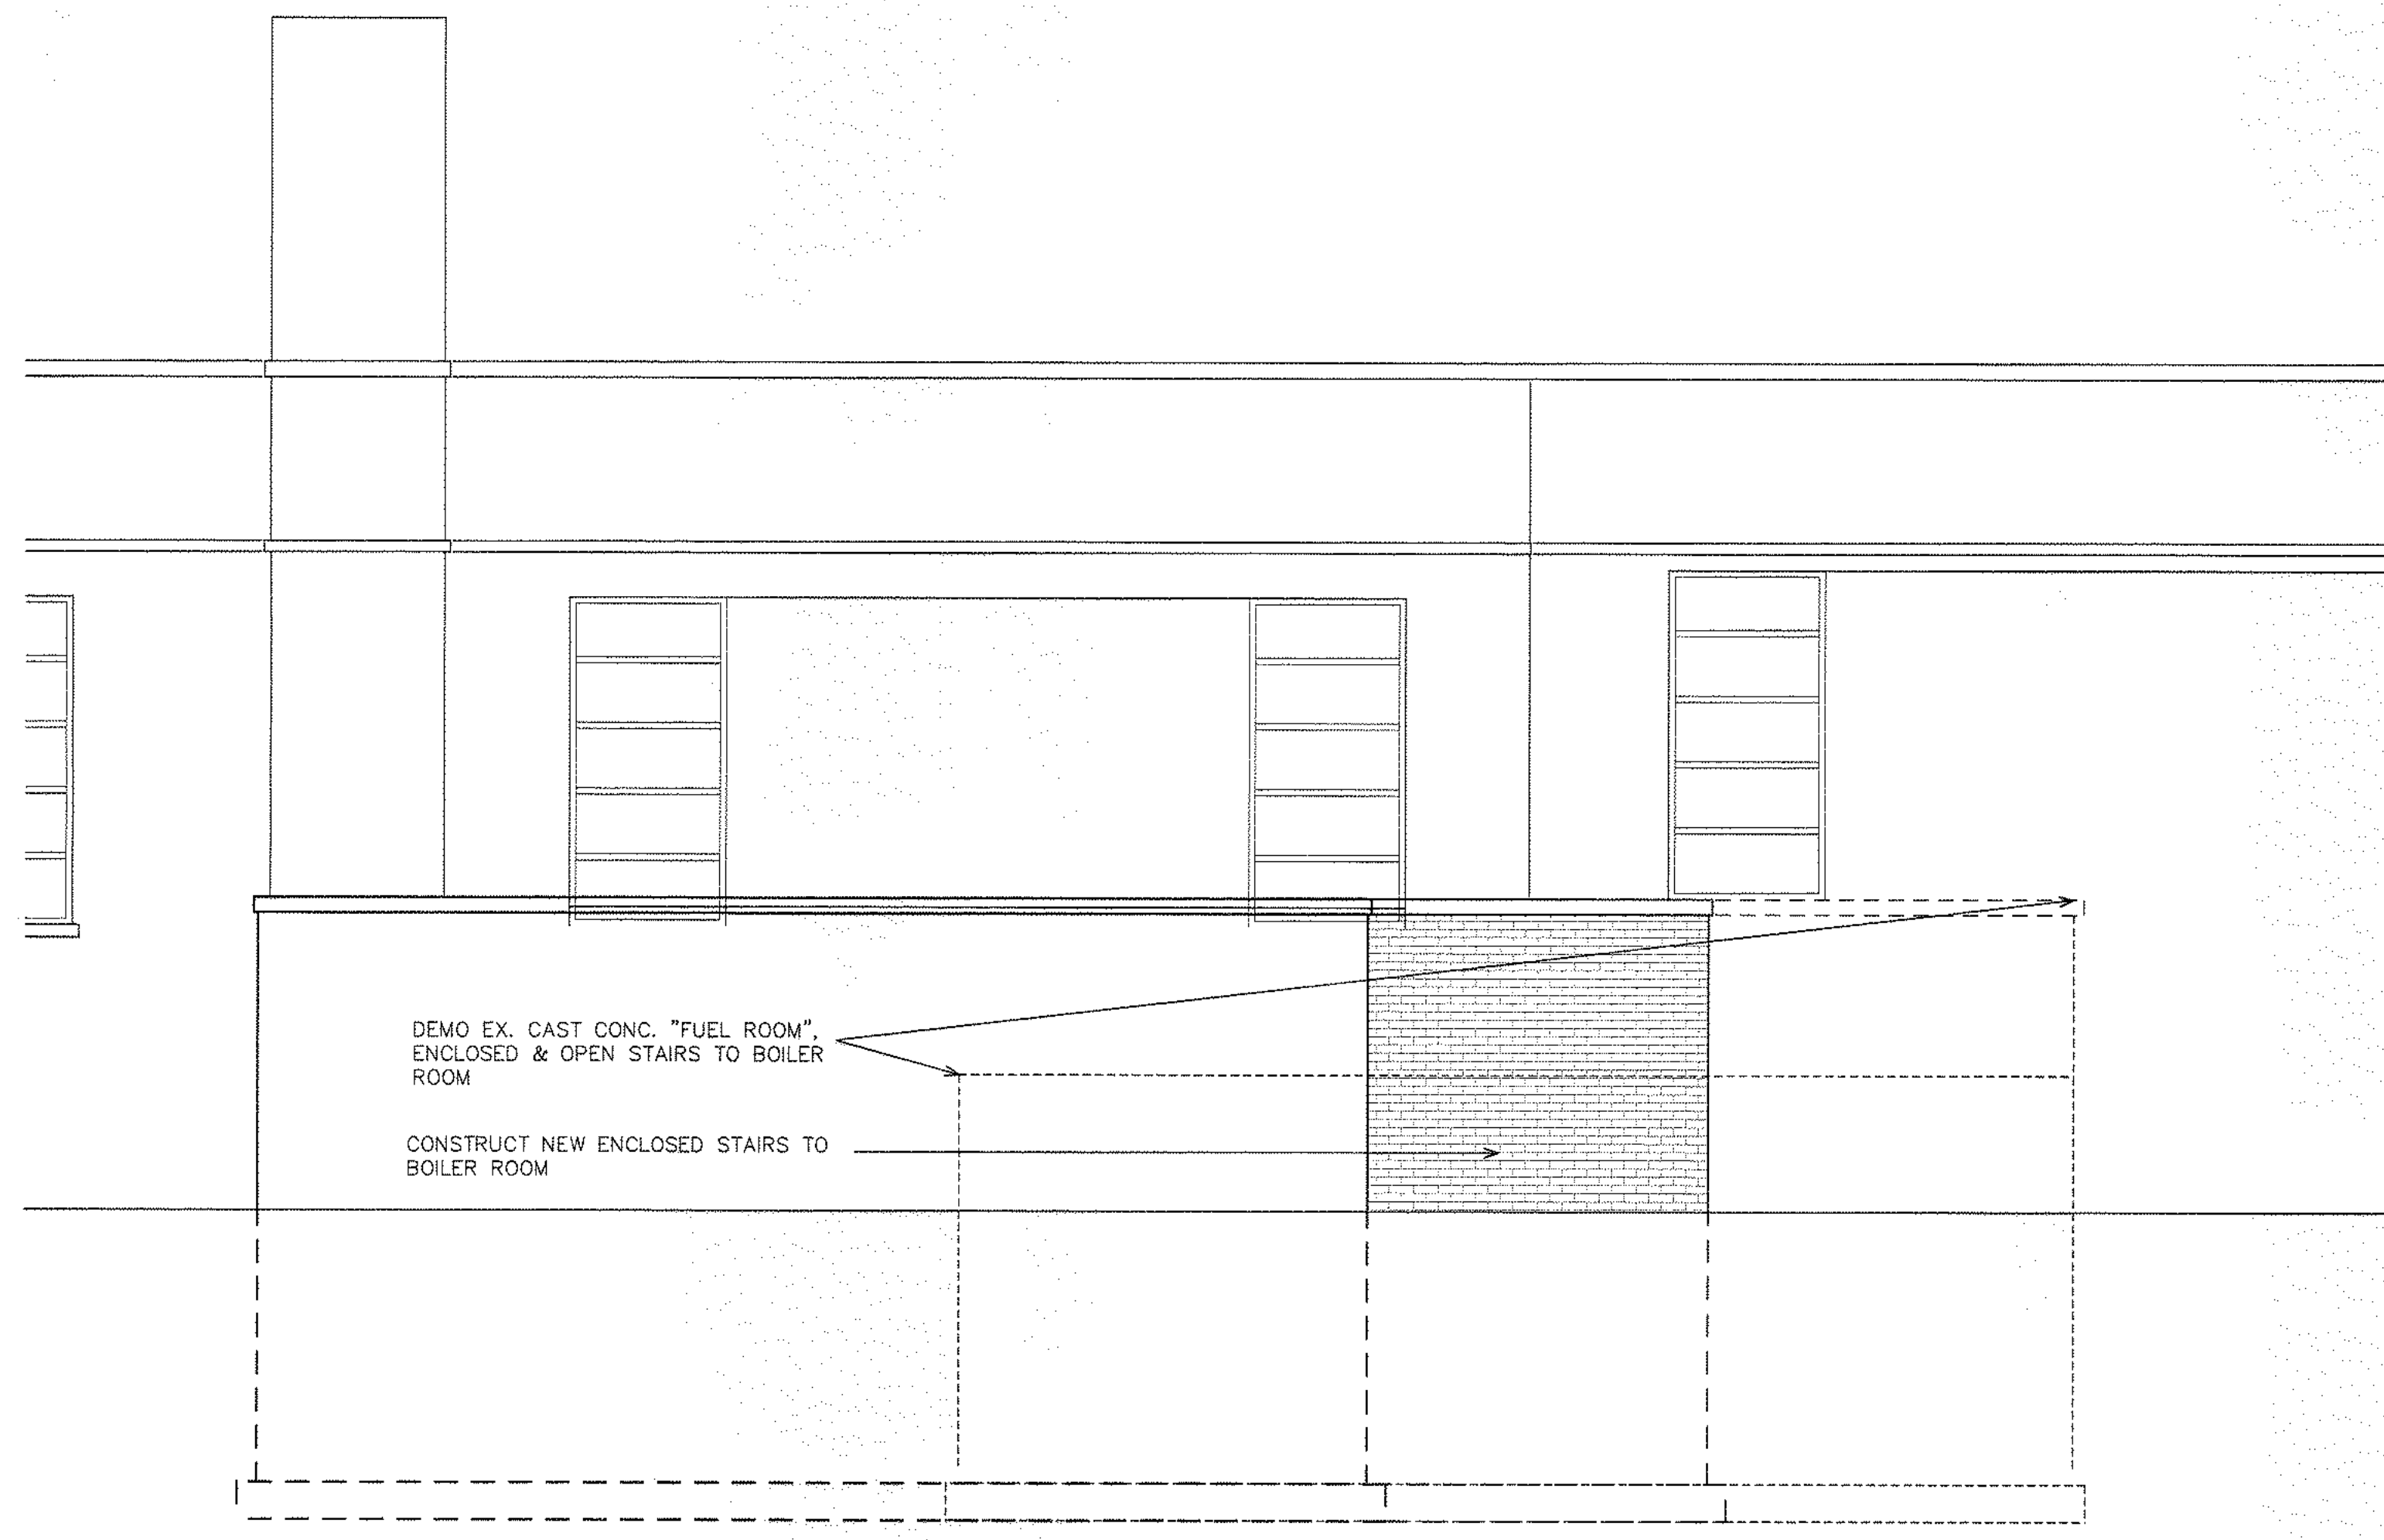 DEMO EX. CAST CONC. "FUEL ROOM",
ENCLOSED & OPEN STAIRS TO BOILER
ROOM
CONSTRUCT NEW ENCLOSED STAIRS TO
BOILER ROOM